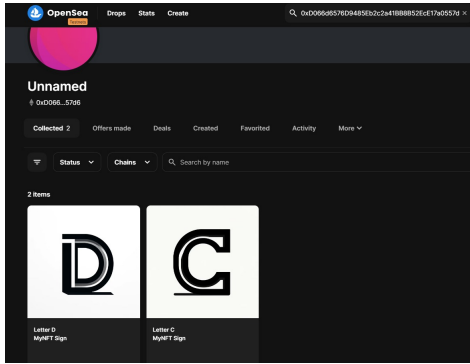 OpenSea Drops Stats Create 0xD066d6576D9485Eb2c2a418B8B52EcE17a0557d ×
Testnets
Unnamed
0xD066...57d6
Collected 2 Offers made Deals Created Favorited Activity More
Status Chains Search by name
2 items
D C
Letter D Letter C
MyNFT Sign MyNFT Sign